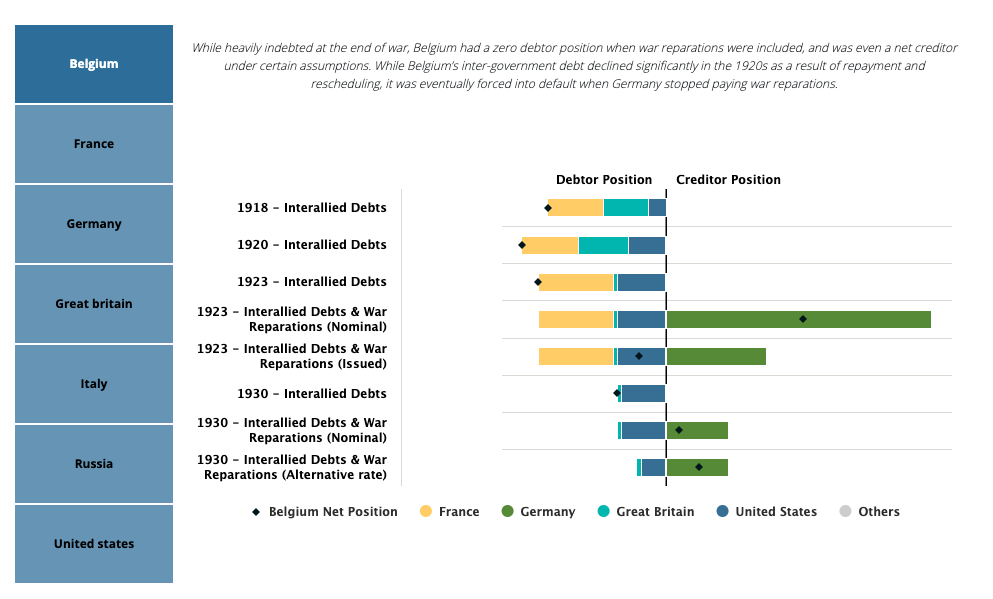 Belgium
France
Germany
Great britain
Italy
Russia
United states
While heavily indebted at the end of war, Belgium had a zero debtor position when war reparations were included, and was even a net creditor
under certain assumptions. While Belgium's inter-government debt declined significantly in the 1920s as a result of repayment and
rescheduling, it was eventually forced into default when Germany stopped paying war reparations.
Debtor Position Creditor Position
1918 – Interallied Debts
1920 – Interallied Debts
1923 – Interallied Debts
1923 – Interallied Debts & War
Reparations (Nominal)
1923 – Interallied Debts & War
Reparations (Issued)
1930 – Interallied Debts
1930 – Interallied Debts & War
Reparations (Nominal)
1930 – Interallied Debts & War
Reparations (Alternative rate)
Belgium Net Position France Germany Great Britain United States Others